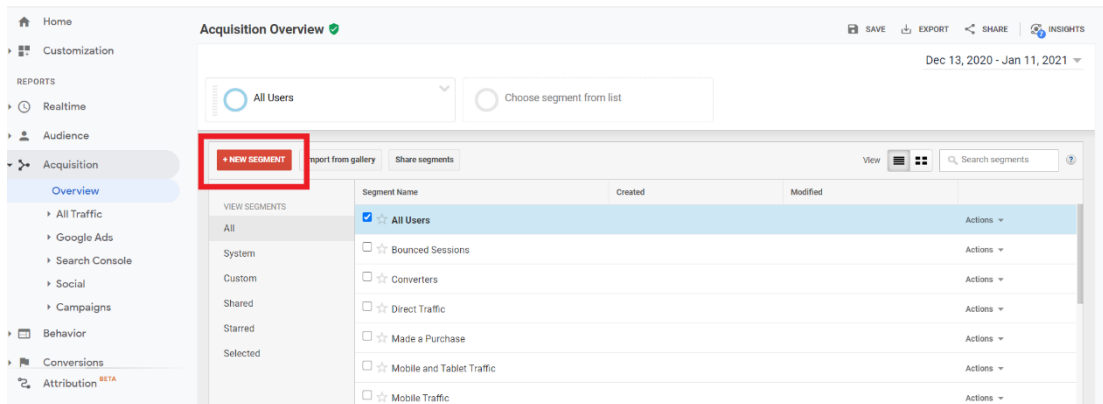 Home
Customization
REPORTS
Realtime
Audience
Acquisition
Overview
All Traffic
Google Ads
Search Console
Social
Campaigns
Behavior
Conversions
Attribution BETA
Acquisition Overview
SAVE EXPORT SHARE 7 INSIGHTS
Dec 13, 2020 - Jan 11, 2021
All Users Choose segment from list
+ NEW SEGMENT mport from gallery Share segments View Search segments ?
VIEW SEGMENTS
All
System
Custom
Shared
Starred
Selected
Segment Name Created Modified
All Users Actions
Bounced Sessions Actions
Converters Actions
Direct Traffic Actions
Made a Purchase Actions
Mobile and Tablet Traffic Actions
Mobile Traffic Actions